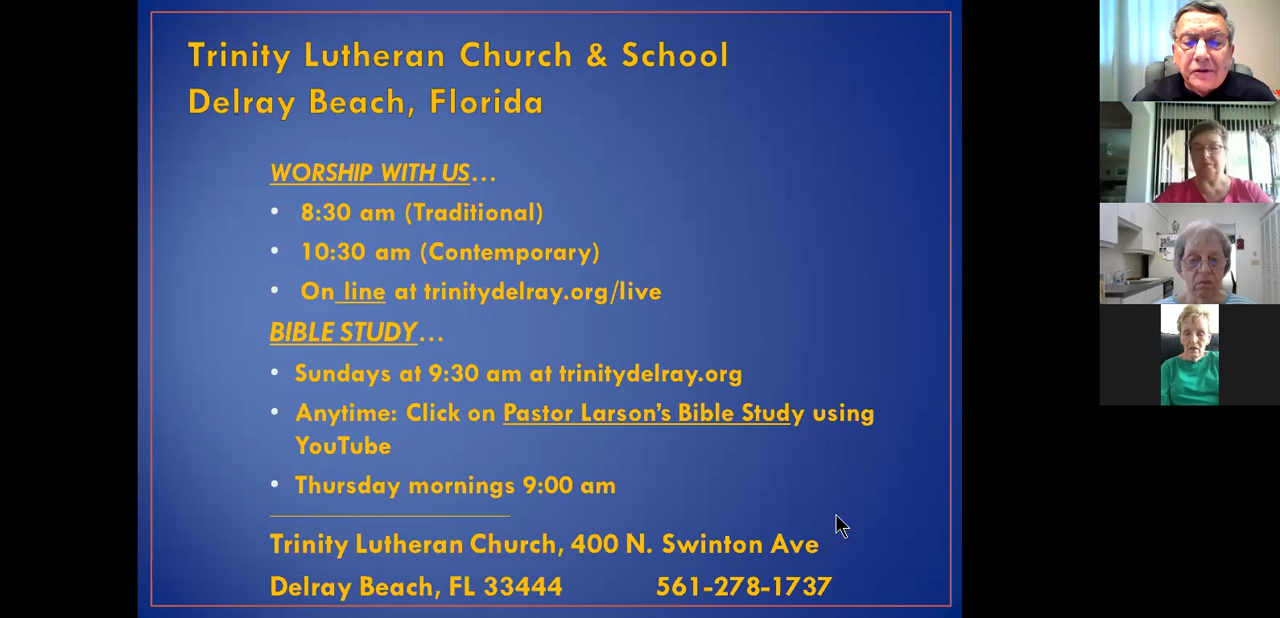 Trinity Lutheran Church & School
Delray Beach, Florida
WORSHIP WITH US…
• 8:30 am (Traditional)
• 10:30 am (Contemporary)
• On line at trinitydelray.org/live
BIBLE STUDY…
• Sundays at 9:30 am at trinitydelray.org
• Anytime: Click on Pastor Larson’s Bible Study using
YouTube
• Thursday mornings 9:00 am
Trinity Lutheran Church, 400 N. Swinton Ave
Delray Beach, FL 33444 561-278-1737